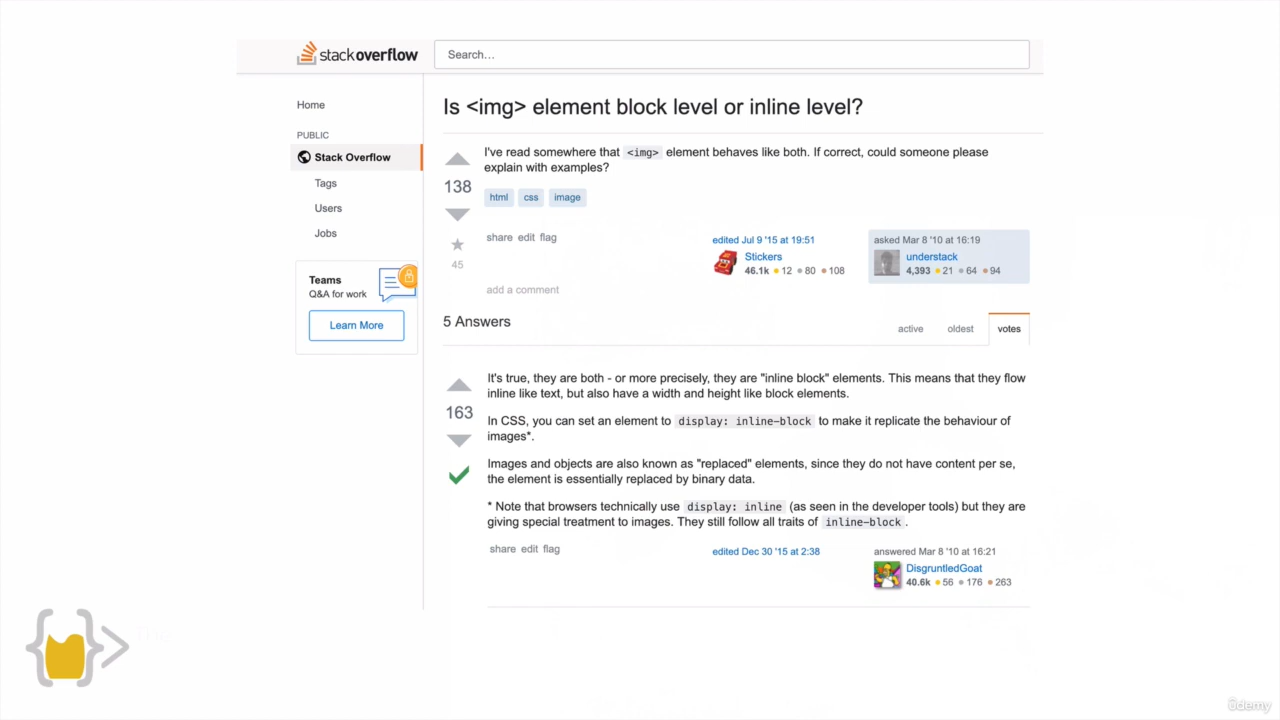 stackoverflow
Search…
Home
PUBLIC
Stack Overflow
Tags
Users
Jobs
Teams
Q&A for work
Learn More
Is <img> element block level or inline level?
138
I've read somewhere that <img> element behaves like both. If correct, could someone please
explain with examples?
html css image
share edit flag
45
edited Jul 9 '15 at 19:51
Stickers
46.1k 12 80 108
asked Mar 8 '10 at 16:19
understack
4,393 21 64 94
add a comment
5 Answers
active oldest votes
163
It's true, they are both - or more precisely, they are "inline block" elements. This means that they flow
inline like text, but also have a width and height like block elements.
In CSS, you can set an element to display: inline-block to make it replicate the behaviour of
images*.
Images and objects are also known as "replaced" elements, since they do not have content per se,
the element is essentially replaced by binary data.
* Note that browsers technically use display: inline (as seen in the developer tools) but they are
giving special treatment to images. They still follow all traits of inline-block.
share edit flag
edited Dec 30 '15 at 2:38
answered Mar 8 '10 at 16:21
DisgruntledGoat
40.6k 56 176 263
THE
ûdemy